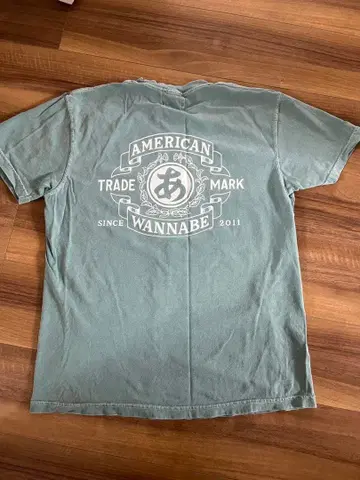 AMERICAN
TRADE あ MARK
SINCE 2011
WANNABE